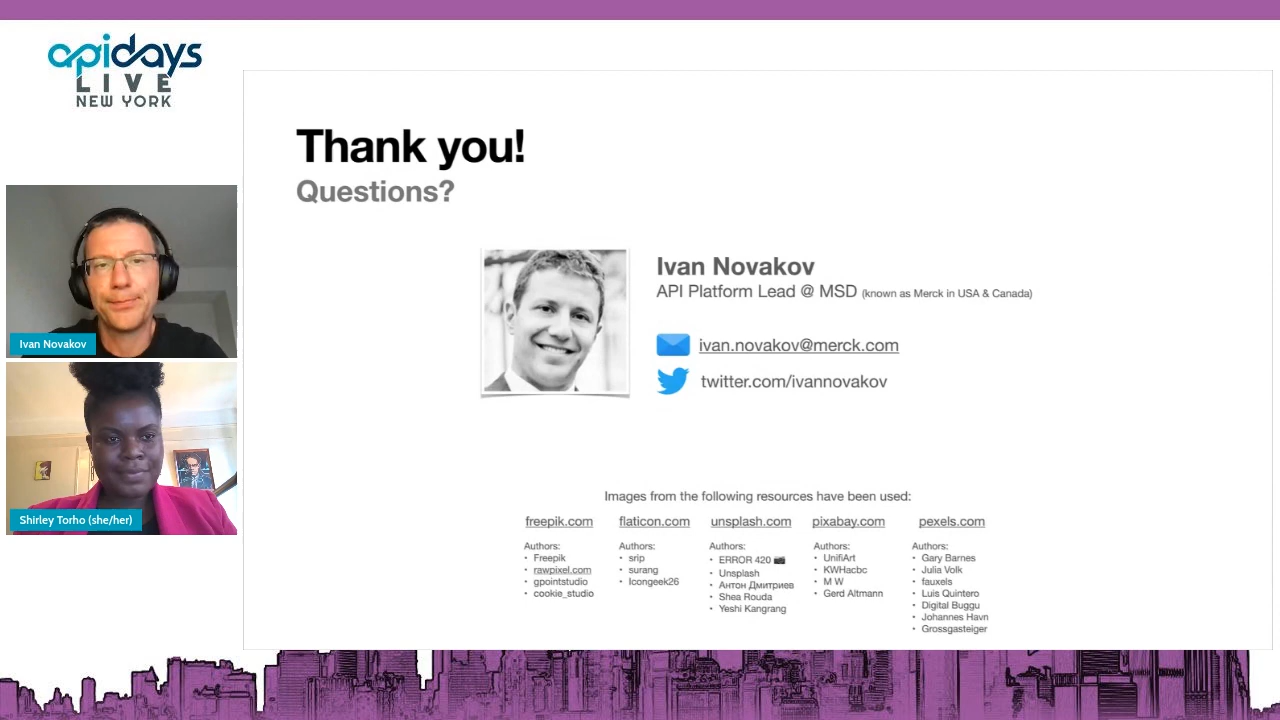 apidays
LIVE
NEW YORK
Thank you!
Questions?
Ivan Novakov
API Platform Lead @ MSD (known as Merck in USA & Canada)
ivan.novakov@merck.com
twitter.com/ivannovakov
Ivan Novakov
Shirley Torho (she/her)
Images from the following resources have been used:
freepik.com
Authors:
• Freepik
• rawpixel.com
• gpointstudio
• cookie_studio
flaticon.com
Authors:
• srip
• surang
• Icongeek26
unsplash.com
Authors:
• ERROR 420 📷
• Unsplash
• Антон Дмитриев
• Shea Rouda
• Yeshi Kangrang
pixabay.com
Authors:
• UnifiArt
• KWHacbc
• M W
• Gerd Altmann
pexels.com
Authors:
• Gary Barnes
• Julia Volk
• fauxels
• Luis Quintero
• Digital Buggu
• Johannes Havn
• Grossgasteiger